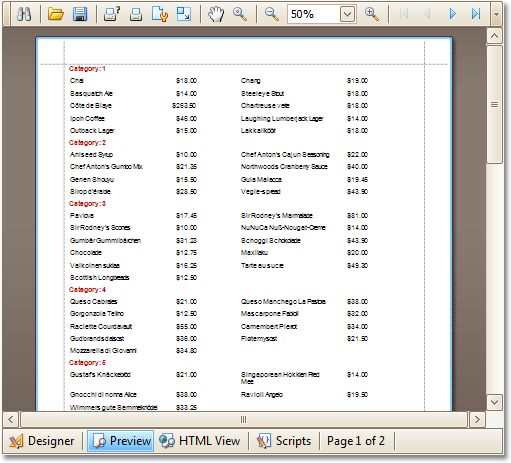 50%
Category: 1
Chai $18.00 Chang $19.00
Sasquatch Ale $14.00 Steeleye Stout $18.00
Côte de Blaye $263.50 Chartreuse verte $18.00
Ipoh Coffee $46.00 Laughing Lumberjack Lager $14.00
Outback Lager $15.00 Lakkalikööri $18.00
Category: 2
Aniseed Syrup $10.00 Chef Anton's Cajun Seasoning $22.00
Chef Anton's Gumbo Mix $21.35 Northwoods Cranberry Sauce $40.00
Genen Shouyu $15.50 Gula Malacca $19.45
Sirop d'érable $28.50 Vegie-spread $43.90
Category: 3
Pavlova $17.45 Sir Rodney's Marmalade $81.00
Sir Rodney's Scones $10.00 NuNuCa Nuß-Nougat-Creme $14.00
Gumbär Gummibärchen $31.23 Schoggi Schokolade $43.90
Chocolade $12.75 Maxilaku $20.00
Valkoinen suklaa $16.25 Tarte au sucre $49.30
Scottish Longbreads $12.50
Category: 4
Queso Cabrales $21.00 Queso Manchego La Pastora $38.00
Gorgonzola Telino $12.50 Mascarpone Fabioli $32.00
Raclette Courdavault $55.00 Camembert Pierrot $34.00
Gudbrandsdalsost $36.00 Fløtemysost $21.50
Mozzarella di Giovanni $34.80
Category: 5
Gustaf's Knäckebröd $21.00 Singaporean Hokkien Fried $14.00
Mee
Gnocchi di nonna Alice $38.00 Ravioli Angelo $19.50
Wimmers gute Semmelknödel $33.25
Designer Preview HTML View Scripts Page 1 of 2